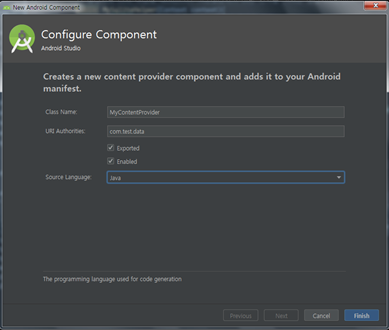 New Android Component
Configure Component
Android Studio
Creates a new content provider component and adds it to your Android
manifest.
Class Name:
MyContentProvider
URI Authorities:
com.test.data
Exported
Enabled
Source Language:
Java
The programming language used for code generation
Previous
Next
Cancel
Finish